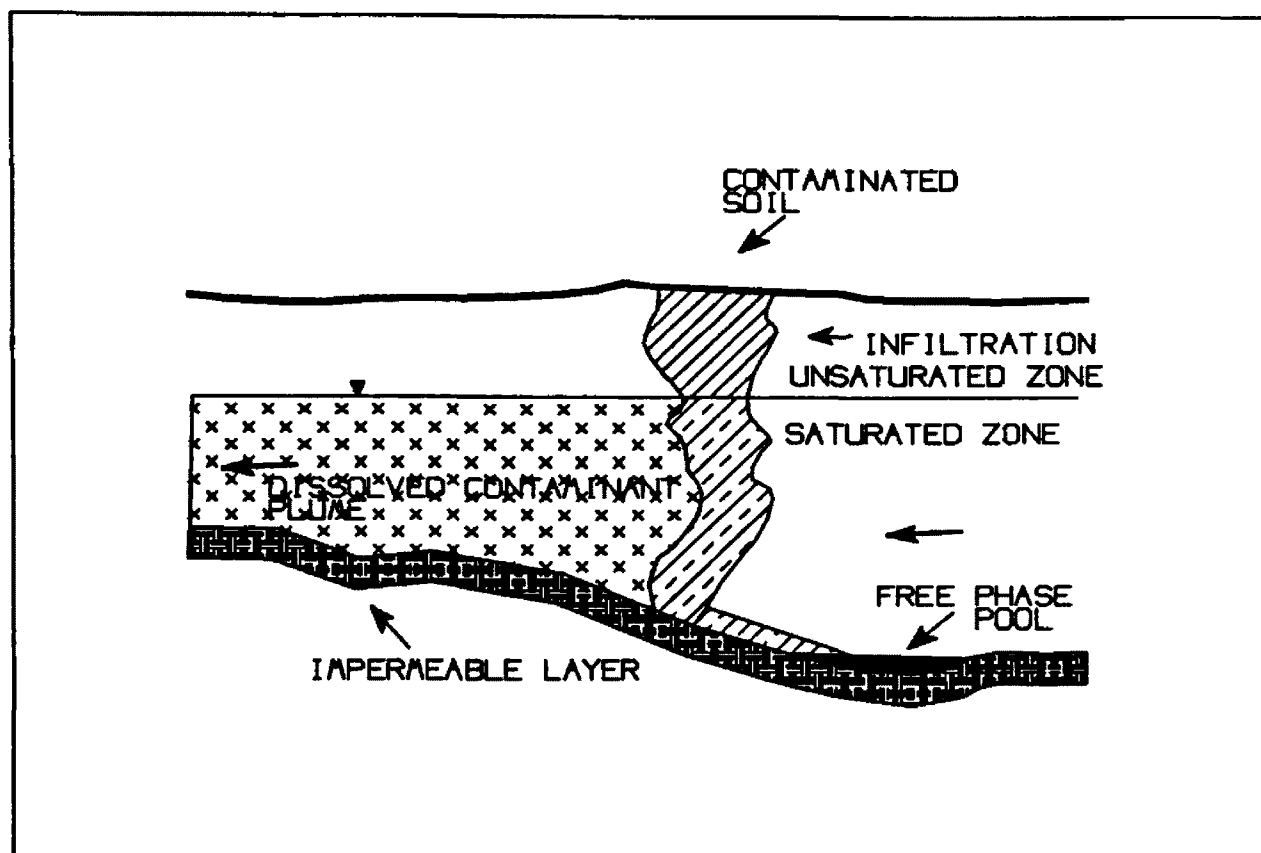 CONTAMINATED
SOIL
INFILTRATION
UNSATURATED ZONE
SATURATED ZONE
DISSOLVED CONTAMINANT
PLUME
FREE PHASE
POOL
IMPERMEABLE LAYER